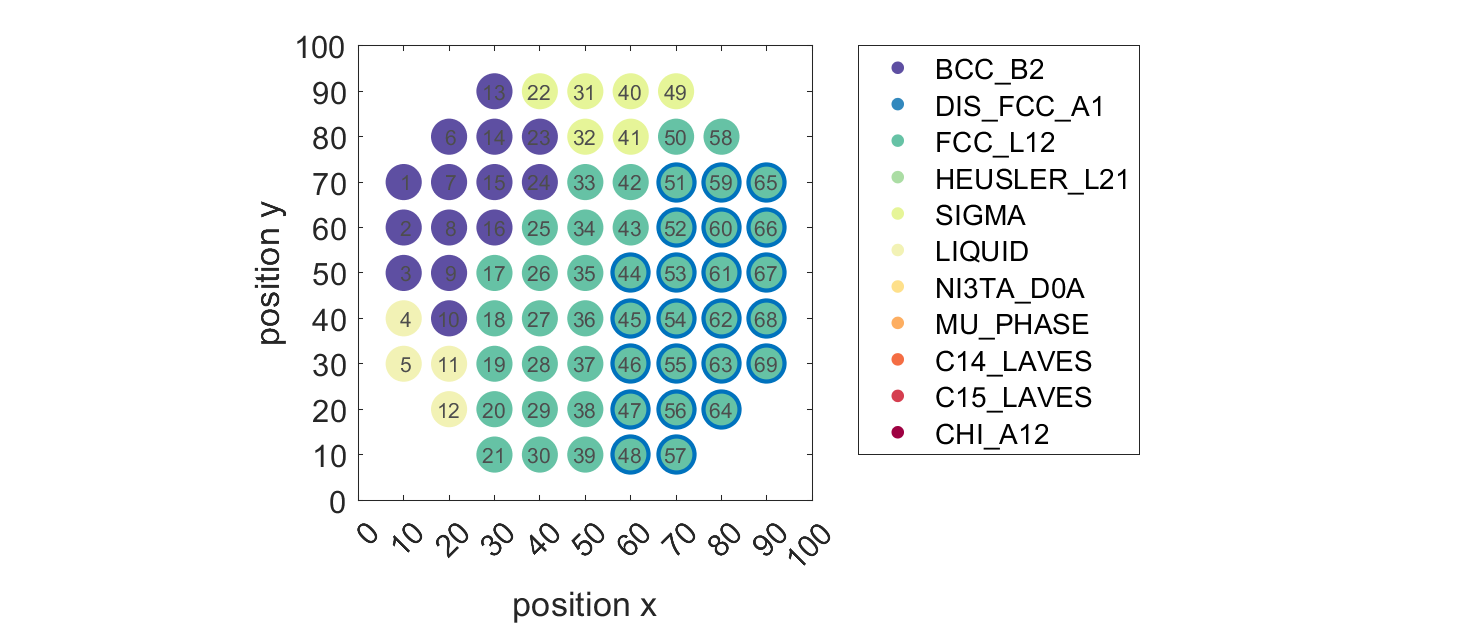 100
90
80
70
60
50
40
30
20
10
0
position y
13 22 31 40 49
6 14 23 32 41 50 58
1 7 15 24 33 42 51 59 65
2 8 16 25 34 43 52 60 66
3 9 17 26 35 44 53 61 67
4 10 18 27 36 45 54 62 68
5 11 19 28 37 46 55 63 69
12 20 29 38 47 56 64
21 30 39 48 57
0 10 20 30 40 50 60 70 80 90 100
position x
BCC_B2
DIS_FCC_A1
FCC_L12
HEUSLER_L21
SIGMA
LIQUID
NI3TA_D0A
MU_PHASE
C14_LAVES
C15_LAVES
CHI_A12